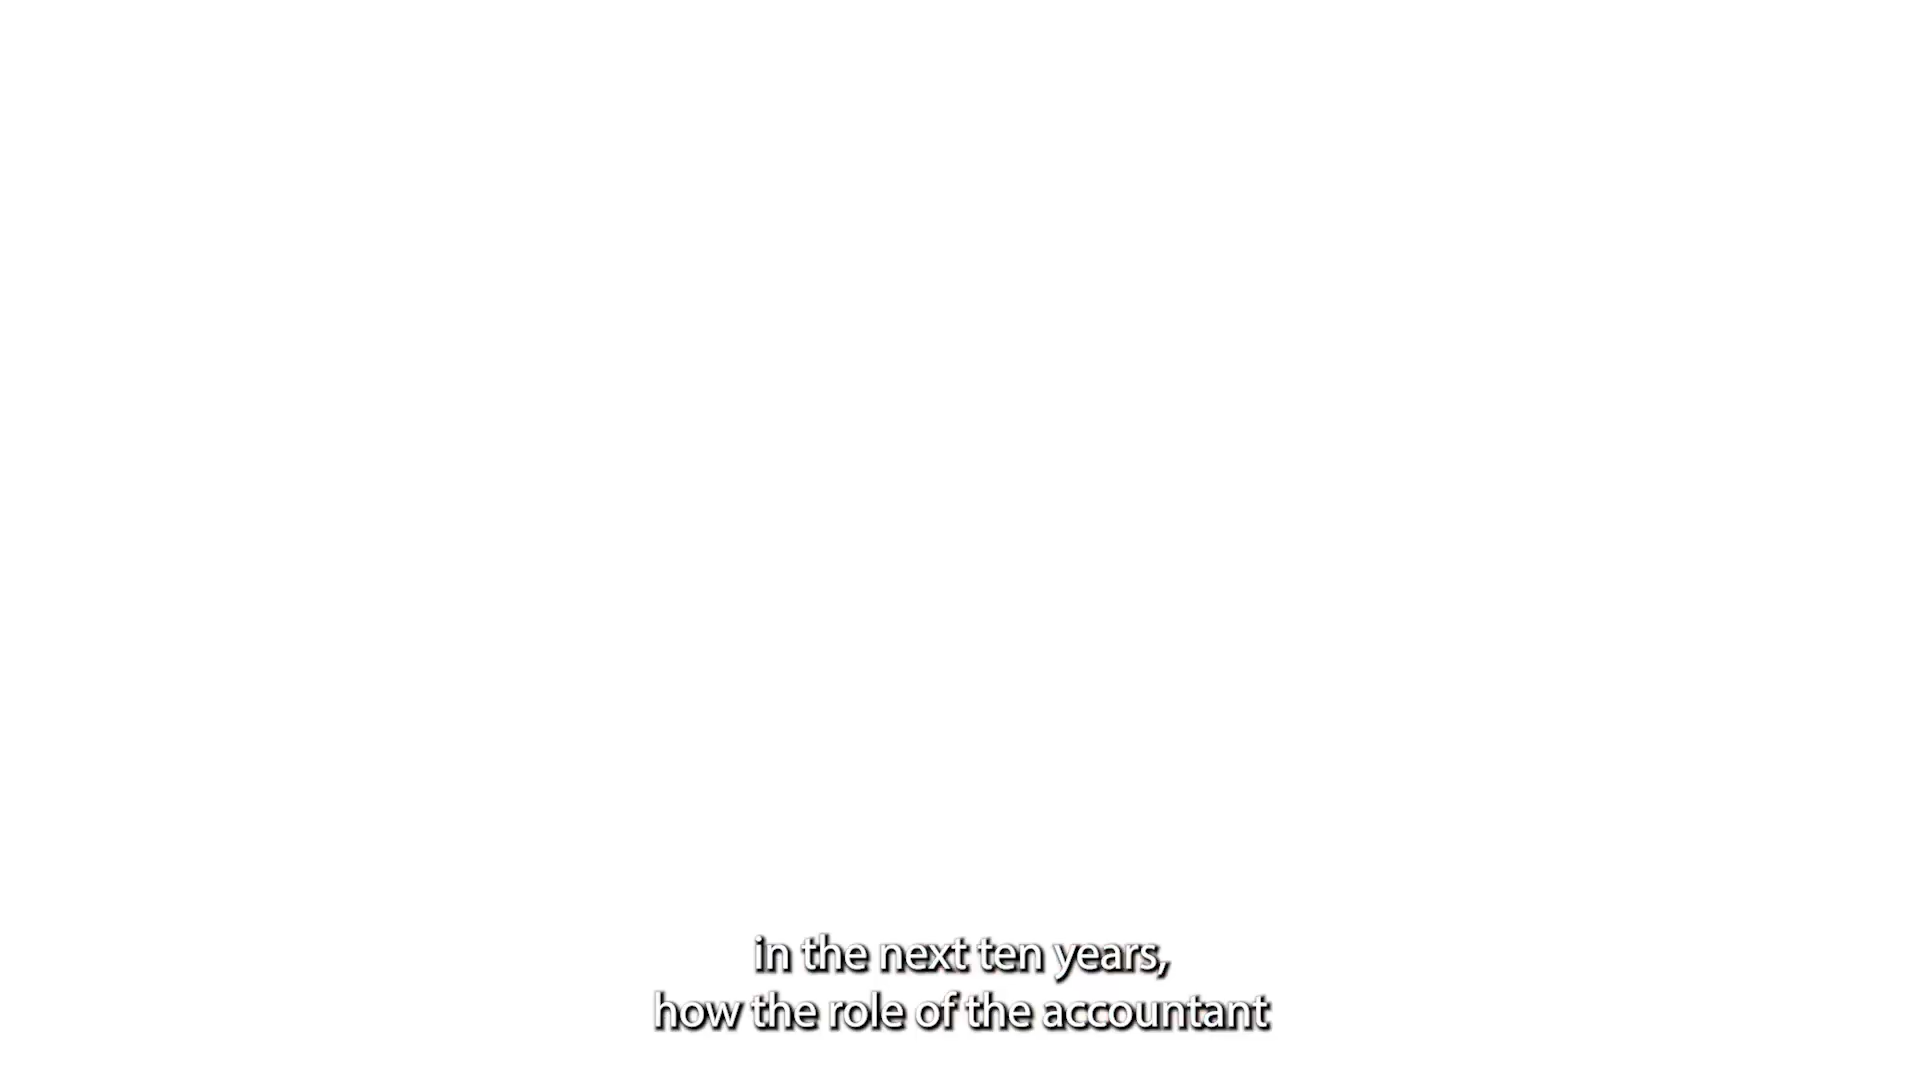 in the next ten years,
how the role of the accountant